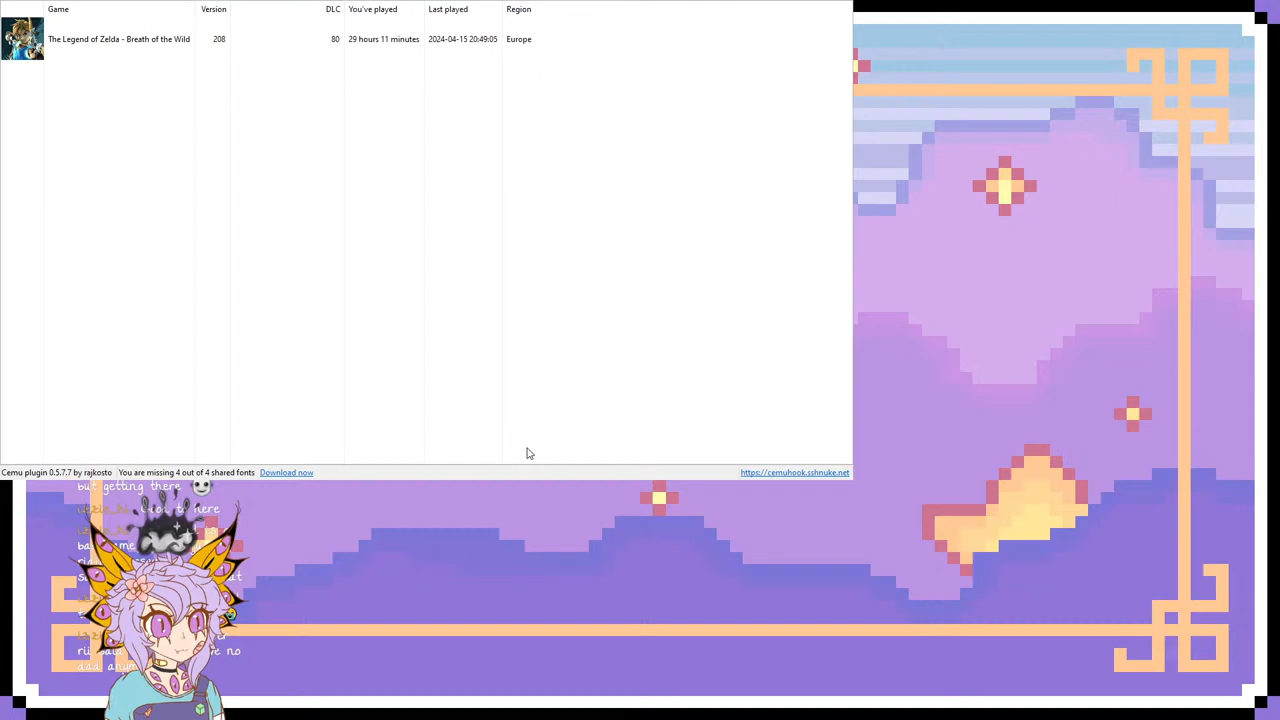 Game Version DLC You've played Last played Region
The Legend of Zelda - Breath of the Wild 208 80 29 hours 11 minutes 2024-04-15 20:49:05 Europe
Cemu plugin 0.5.7.7 by rajkosto You are missing 4 out of 4 shared fonts Download now https://cemuhook.sshnuke.net
but getting there
to here